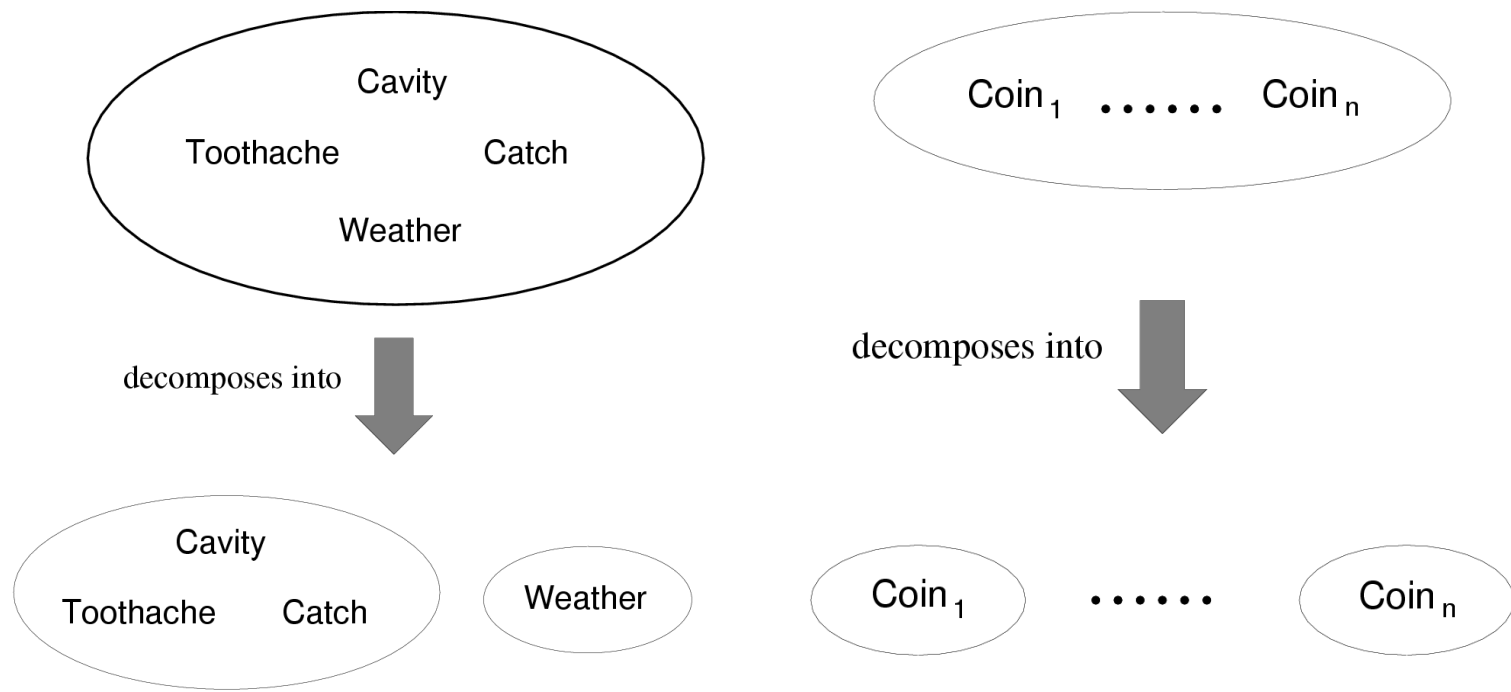 Cavity
Toothache Catch
Weather
decomposes into
Cavity
Toothache Catch
Weather
Coin1 ...... Coinn
decomposes into
Coin1 ...... Coinn